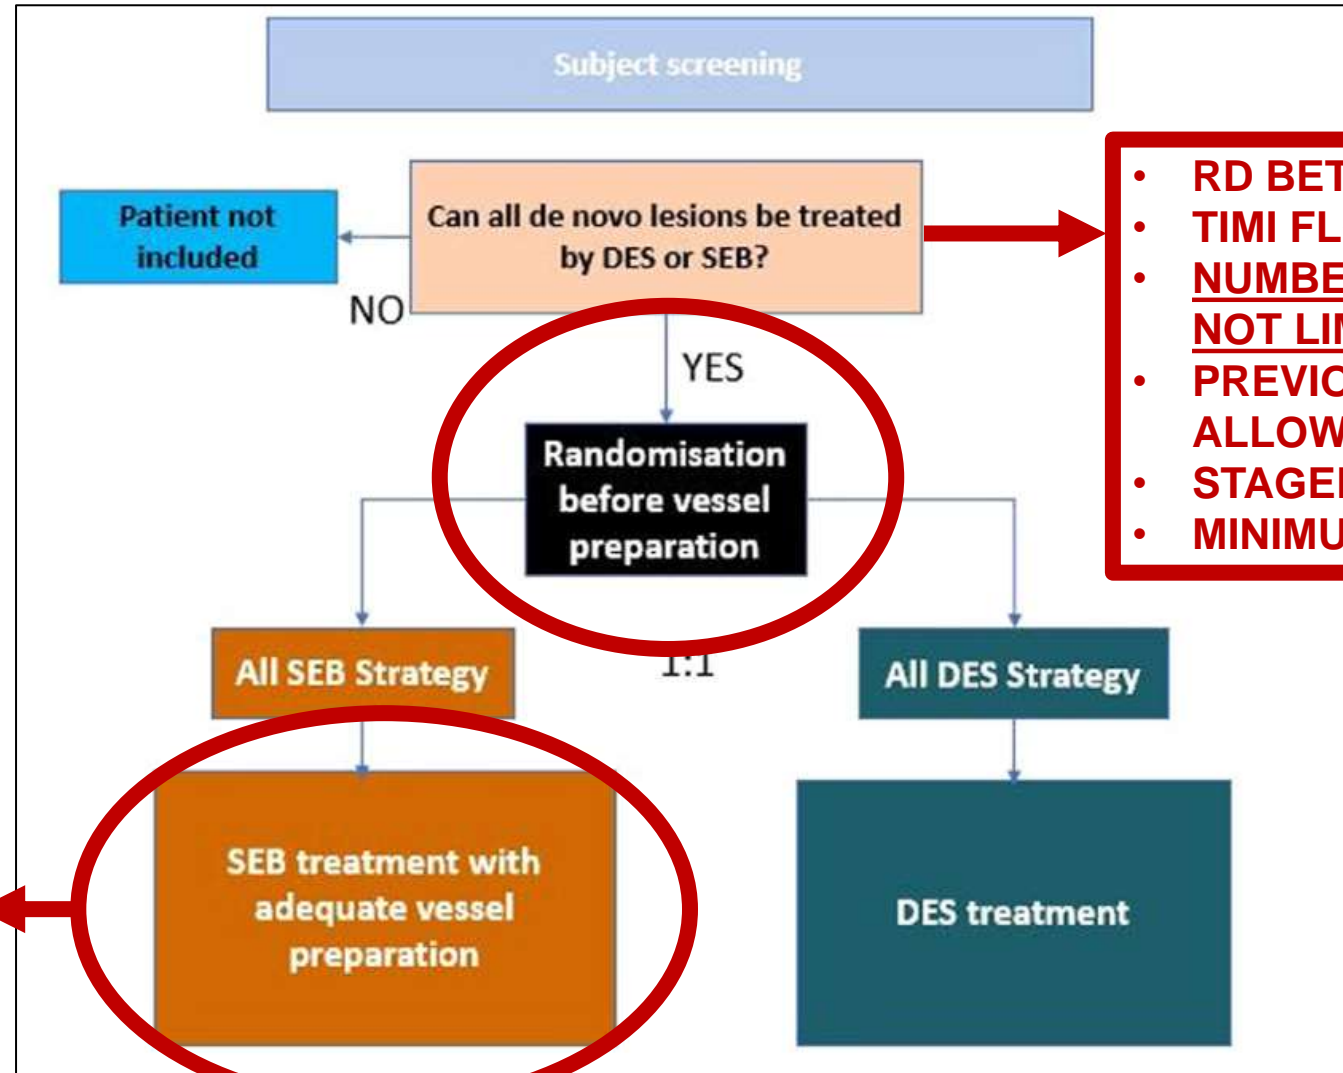 Subject screening
Patient not
included
Can all de novo lesions be treated
by DES or SEB?
NO
YES
Randomisation
before vessel
preparation
1:1
All SEB Strategy
All DES Strategy
SEB treatment with
adequate vessel
preparation
DES treatment
• RD BET
• TIMI FL
• NUMBE
NOT LIM
• PREVIO
ALLOW
• STAGE
• MINIMU